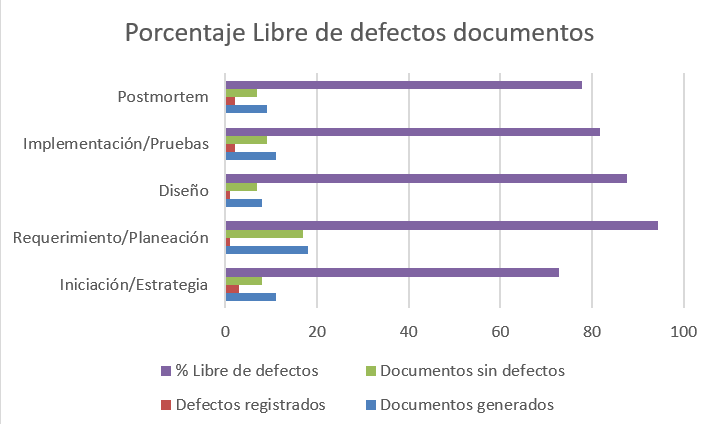 Porcentaje Libre de defectos documentos
Postmortem
Implementación/Pruebas
Diseño
Requerimiento/Planeación
Iniciación/Estrategia
0 20 40 60 80 100
% Libre de defectos Documentos sin defectos
Defectos registrados Documentos generados